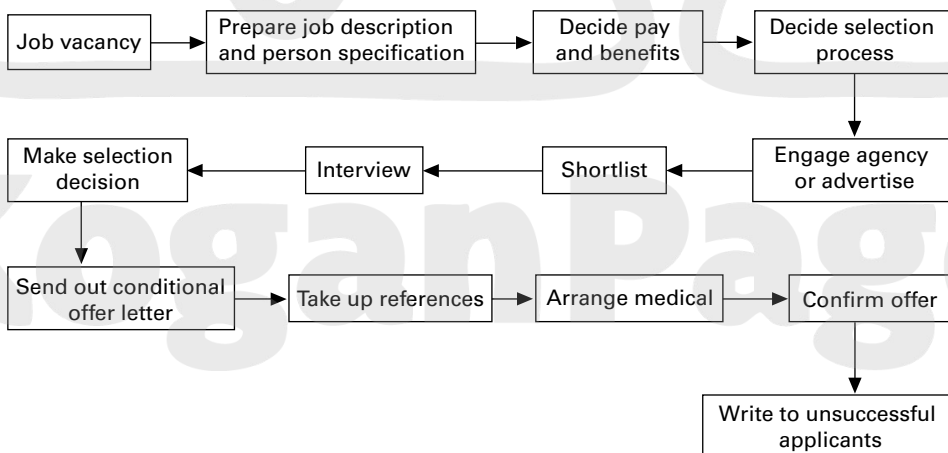 Job vacancy
Prepare job description
and person specification
Decide pay
and benefits
Decide selection
process
Engage agency
or advertise
Shortlist
Interview
Make selection
decision
Send out conditional
offer letter
Take up references
Arrange medical
Confirm offer
Write to unsuccessful
applicants
KoganPage